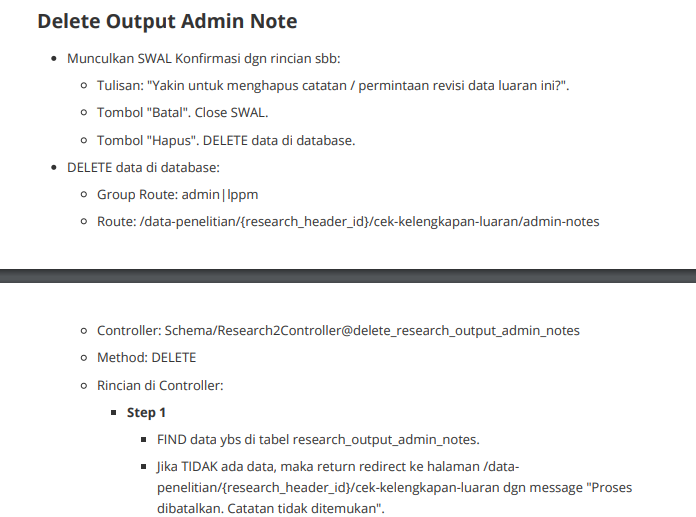 Delete Output Admin Note
• Munculkan SWAL Konfirmasi dgn rincian sbb:
○ Tulisan: "Yakin untuk menghapus catatan / permintaan revisi data luaran ini?".
○ Tombol "Batal". Close SWAL.
○ Tombol "Hapus". DELETE data di database.
• DELETE data di database:
○ Group Route: admin|lppm
○ Route: /data-penelitian/{research_header_id}/cek-kelengkapan-luaran/admin-notes
○ Controller: Schema/Research2Controller@delete_research_output_admin_notes
○ Method: DELETE
○ Rincian di Controller:
▪ Step 1
▪ FIND data ybs di tabel research_output_admin_notes.
▪ Jika TIDAK ada data, maka return redirect ke halaman /data-
penelitian/{research_header_id}/cek-kelengkapan-luaran dgn message "Proses
dibatalkan. Catatan tidak ditemukan".